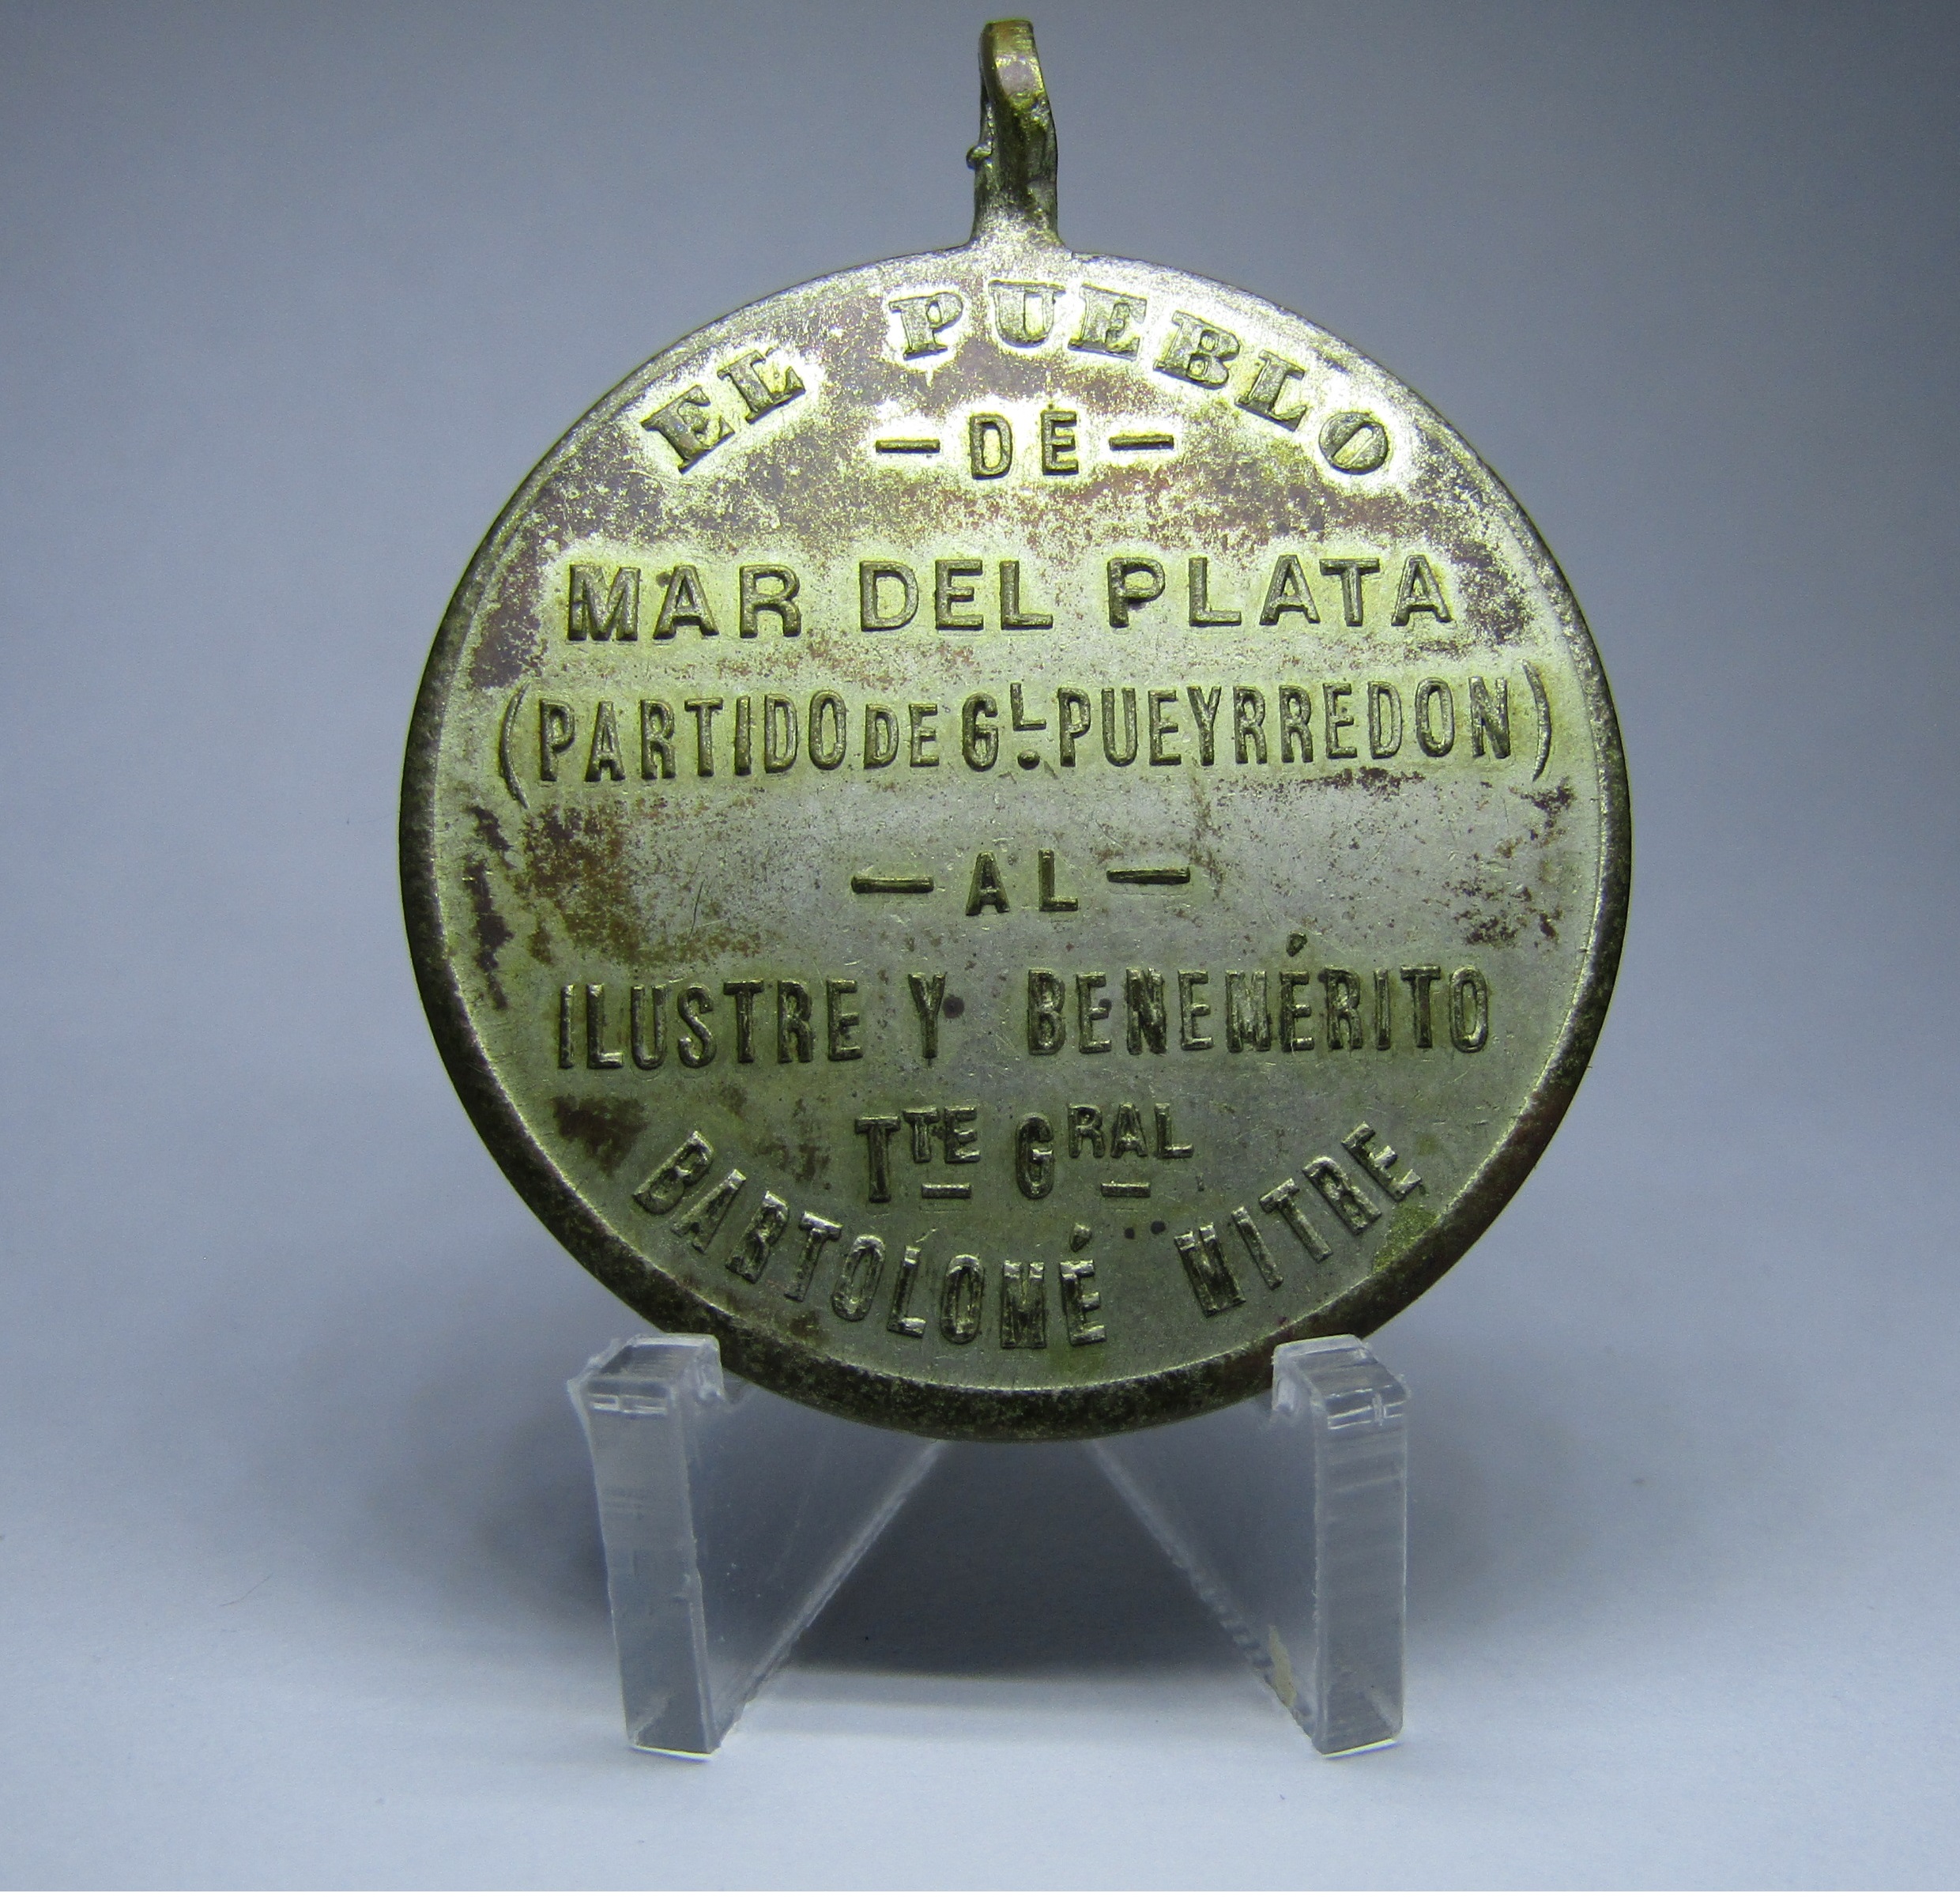 EL PUEBLO
— DE —
MAR DEL PLATA
(PARTIDO DE GL. PUEYRREDON)
— AL —
ILUSTRE Y BENEMÉRITO
TTE GRAL
BARTOLOMÉ MITRE